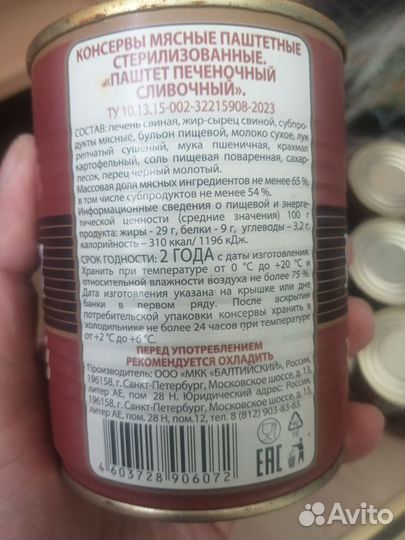 КОНСЕРВЫ МЯСНЫЕ ПАШТЕТНЫЕ
СТЕРИЛИЗОВАННЫЕ.
«ПАШТЕТ ПЕЧЕНОЧНЫЙ
СЛИВОЧНЫЙ».
ТУ 10.13.15-002-32215908-2023
СОСТАВ: печень свиная, жир-сырец свиной, субпро-
дукты мясные, бульон пищевой, молоко сухое, лук
репчатый сушеный, мука пшеничная, крахмал
картофельный, соль пищевая поваренная, сахар-
песок, перец черный молотый.
Массовая доля мясных ингредиентов не менее 65 %,
в том числе субпродуктов не менее 54 %.
Информационные сведения о пищевой и энерге-
тической ценности (средние значения) 100 г
продукта: жиры - 29 г, белки - 9 г, углеводы – 3,2 г,
калорийность – 310 ккал/ 1196 кДж.
СРОК ГОДНОСТИ: 2 ГОДА с даты изготовления.
Хранить при температуре от 0 °С до +20 °С и
относительной влажности воздуха не более 75 %.
Дата изготовления указана на крышке или дне
банки в первом ряду. После вскрытия
потребительской упаковки консервы хранить в
холодильнике не более 24 часов при температуре
от +2 °С до +6 °С.
ПЕРЕД УПОТРЕБЛЕНИЕМ
РЕКОМЕНДУЕТСЯ ОХЛАДИТЬ
Производитель: ООО «МКК «БАЛТИЙСКИЙ», Россия,
196158, г. Санкт-Петербург, Московское шоссе, д. 13,
литер АЕ, пом. 28 Н. Юридический адрес: Россия,
196158, г. Санкт-Петербург, Московское шоссе, д. 13,
литер АЕ, пом. 28 Н, пом.12, тел. 8 (812) 903-83-83.
4 603728 906072
EAC
Avito